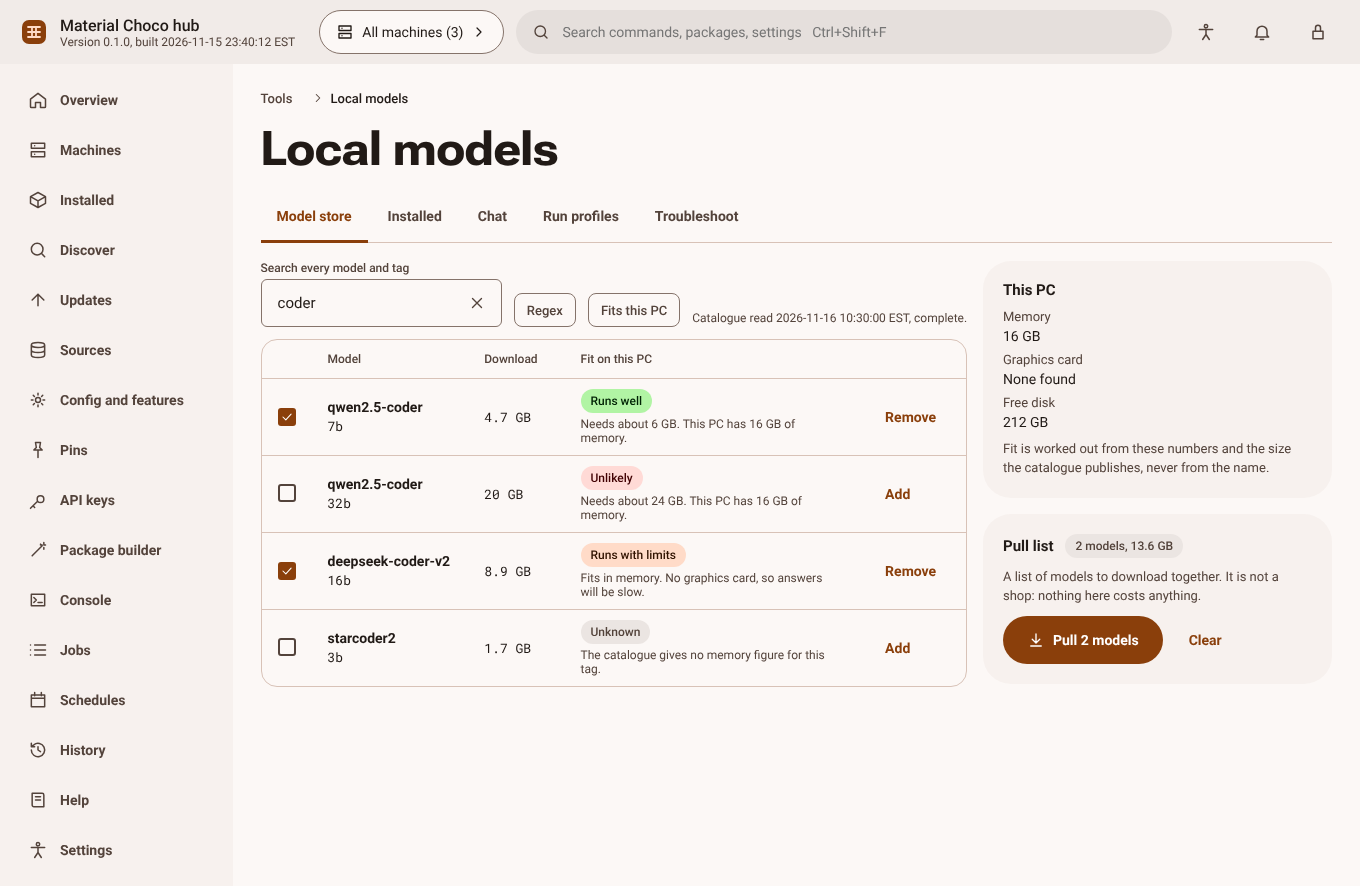 Material Choco hub
Version 0.1.0, built 2026-11-15 23:40:12 EST
All machines (3)
Search commands, packages, settings Ctrl+Shift+F
Overview
Machines
Installed
Discover
Updates
Sources
Config and features
Pins
API keys
Package builder
Console
Jobs
Schedules
History
Help
Settings
Tools
Local models
Local models
Model store
Installed
Chat
Run profiles
Troubleshoot
Search every model and tag
coder
Regex
Fits this PC
Catalogue read 2026-11-16 10:30:00 EST, complete.
Model
Download
Fit on this PC
qwen2.5-coder
7b
4.7 GB
Runs well
Needs about 6 GB. This PC has 16 GB of
memory.
Remove
qwen2.5-coder
32b
20 GB
Unlikely
Needs about 24 GB. This PC has 16 GB of
memory.
Add
deepseek-coder-v2
16b
8.9 GB
Runs with limits
Fits in memory. No graphics card, so answers
will be slow.
Remove
starcoder2
3b
1.7 GB
Unknown
The catalogue gives no memory figure for this
tag.
Add
This PC
Memory
16 GB
Graphics card
None found
Free disk
212 GB
Fit is worked out from these numbers and the size
the catalogue publishes, never from the name.
Pull list
2 models, 13.6 GB
A list of models to download together. It is not a
shop: nothing here costs anything.
Pull 2 models
Clear